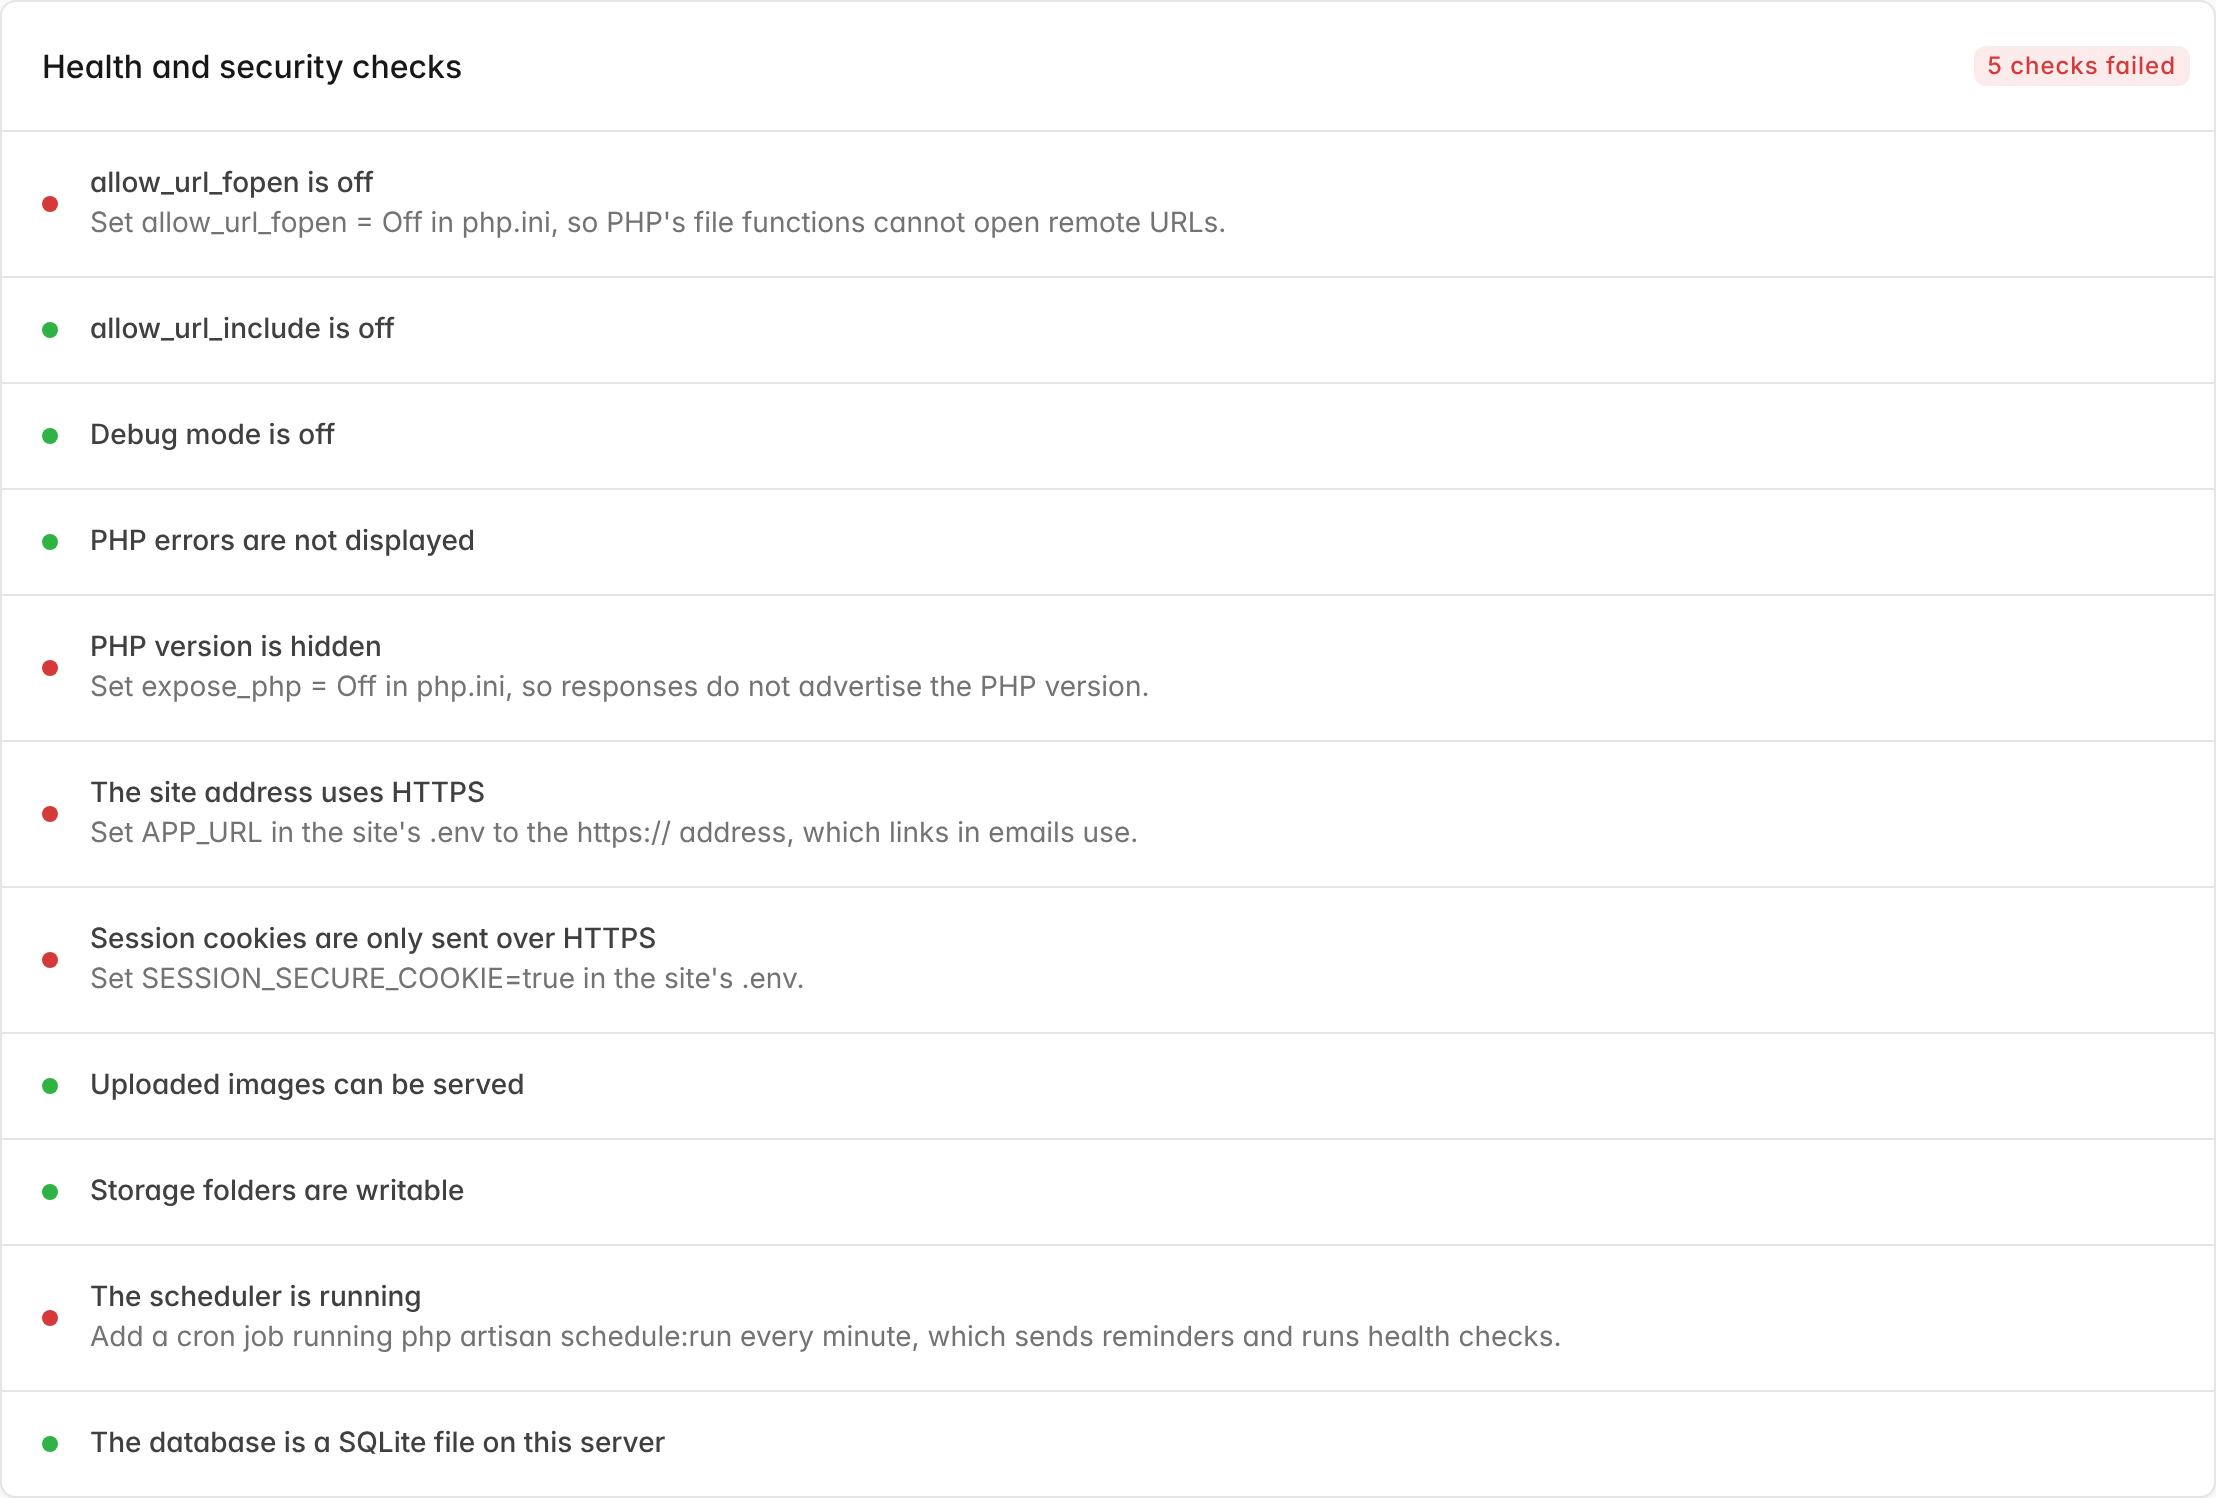 Health and security checks
5 checks failed
allow_url_fopen is off
Set allow_url_fopen = Off in php.ini, so PHP's file functions cannot open remote URLs.
allow_url_include is off
Debug mode is off
PHP errors are not displayed
PHP version is hidden
Set expose_php = Off in php.ini, so responses do not advertise the PHP version.
The site address uses HTTPS
Set APP_URL in the site's .env to the https:// address, which links in emails use.
Session cookies are only sent over HTTPS
Set SESSION_SECURE_COOKIE=true in the site's .env.
Uploaded images can be served
Storage folders are writable
The scheduler is running
Add a cron job running php artisan schedule:run every minute, which sends reminders and runs health checks.
The database is a SQLite file on this server